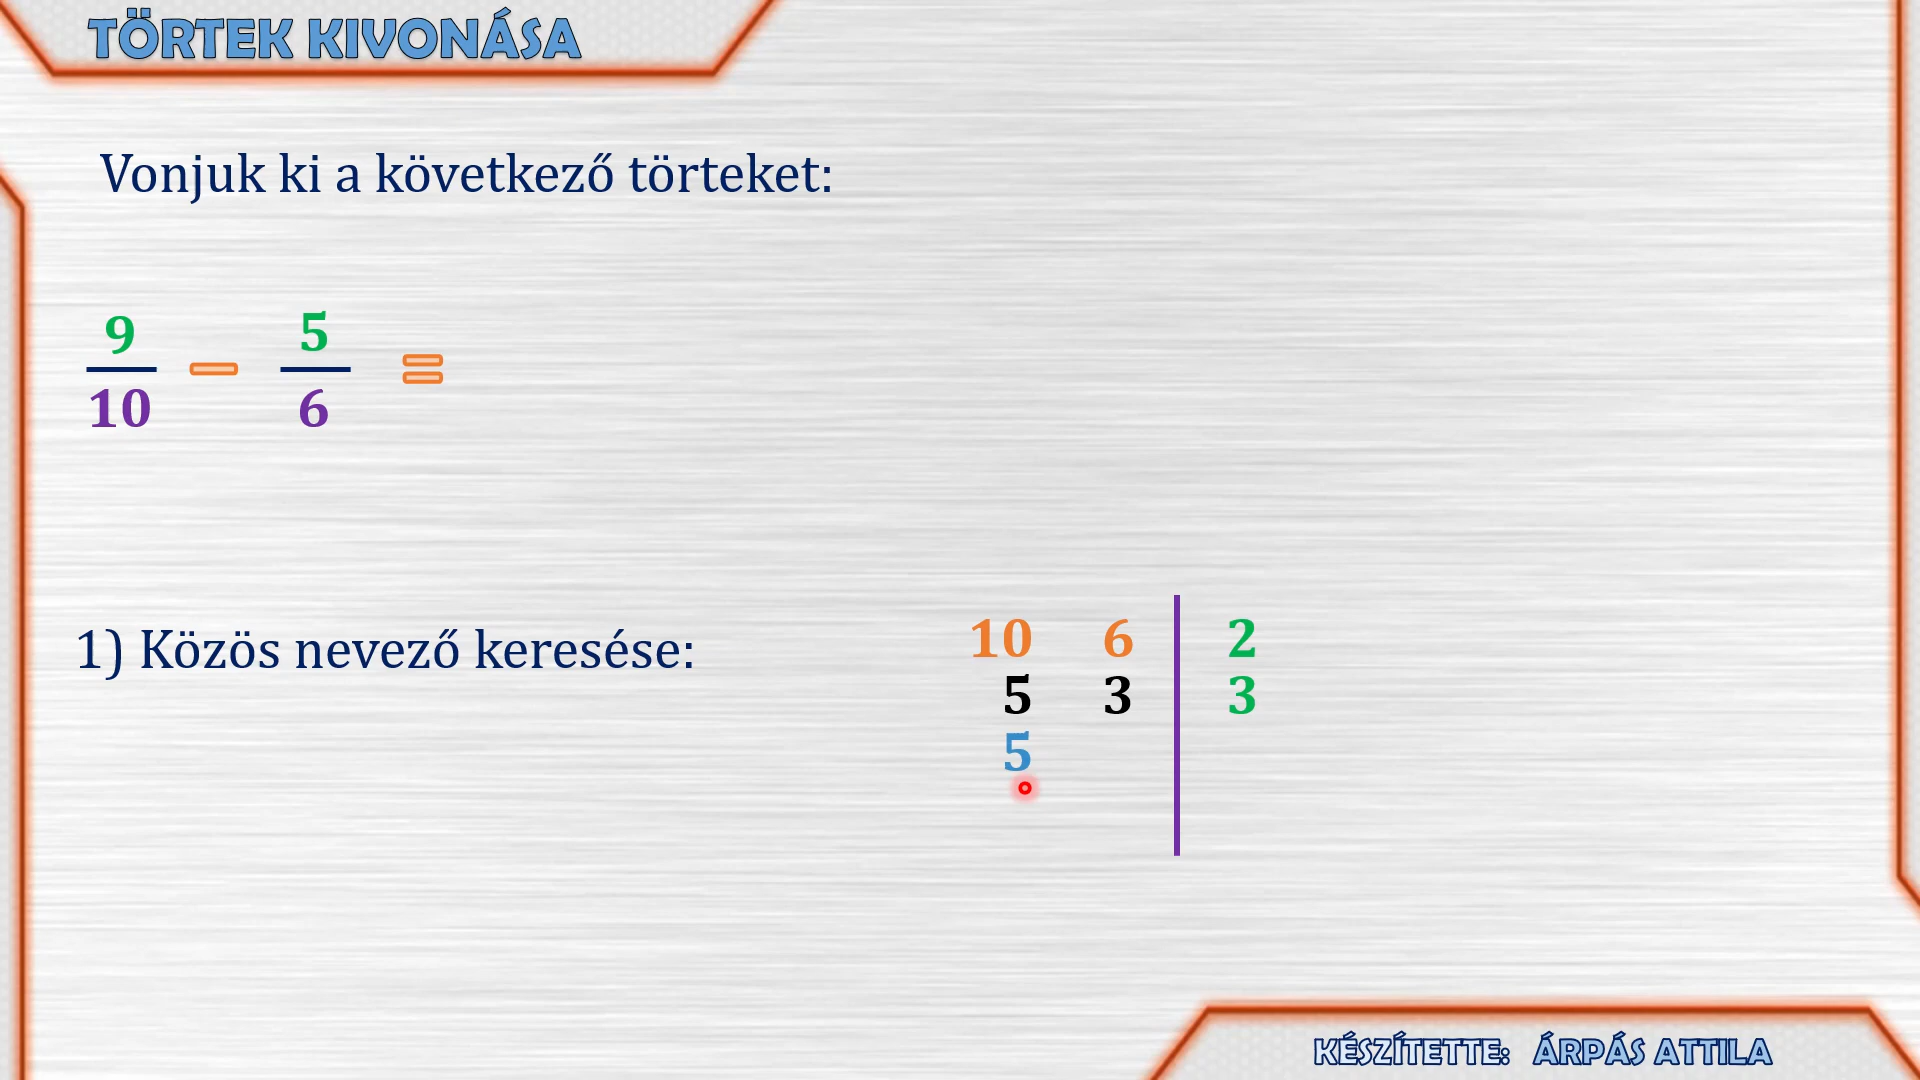 TÖRTEK KIVONÁSA
Vonjuk ki a következő törteket:
9/10 − 5/6 =
1) Közös nevező keresése:
10 6 | 2
5 3 | 3
5
KÉSZÍTETTE: ÁRPÁS ATTILA